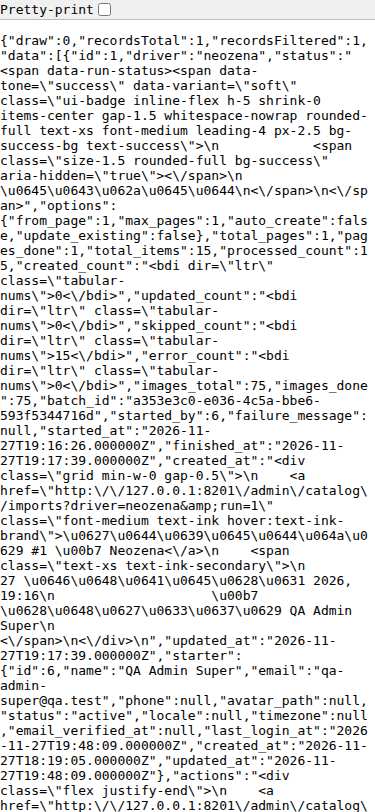 Pretty-print
{"draw":0,"recordsTotal":1,"recordsFiltered":1,
"data":[{"id":1,"driver":"neozena","status":"
<span data-run-status><span data-
tone=\"success\" data-variant=\"soft\"
class=\"ui-badge inline-flex h-5 shrink-0
items-center gap-1.5 whitespace-nowrap rounded-
full text-xs font-medium leading-4 px-2.5 bg-
success-bg text-success\">\n            <span
class=\"size-1.5 rounded-full bg-success\"
aria-hidden=\"true\"><\/span>\n
\u0645\u0643\u062a\u0645\u0644\n<\/span>\n<\/sp
an>","options":
{"from_page":1,"max_pages":1,"auto_create":fals
e,"update_existing":false},"total_pages":1,"pag
es_done":1,"total_items":15,"processed_count":1
5,"created_count":"<bdi dir=\"ltr\"
class=\"tabular-
nums\">0<\/bdi>","updated_count":"<bdi
dir=\"ltr\" class=\"tabular-
nums\">0<\/bdi>","skipped_count":"<bdi
dir=\"ltr\" class=\"tabular-
nums\">15<\/bdi>","error_count":"<bdi
dir=\"ltr\" class=\"tabular-
nums\">0<\/bdi>","images_total":75,"images_done
":75,"batch_id":"a353e3c0-e036-4c5a-bbe6-
593f5344716d","started_by":6,"failure_message":
null,"started_at":"2026-11-
27T19:16:26.000000Z","finished_at":"2026-11-
27T19:17:39.000000Z","created_at":"<div
class=\"grid min-w-0 gap-0.5\">\n    <a
href=\"http:\/\/127.0.0.1:8201\/admin\/catalog\
/imports?driver=neozena&amp;run=1\"
class=\"font-medium text-ink hover:text-ink-
brand\">\u0627\u0644\u0639\u0645\u0644\u064a\u0
629 #1 \u00b7 Neozena<\/a>\n    <span
class=\"text-xs text-ink-secondary\">\n
27 \u0646\u0648\u0641\u0645\u0628\u0631 2026,
19:16\n                    \u00b7
\u0628\u0648\u0627\u0633\u0637\u0629 QA Admin
Super\n
<\/span>\n<\/div>\n","updated_at":"2026-11-
27T19:17:39.000000Z","starter":
{"id":6,"name":"QA Admin Super","email":"qa-
admin-
super@qa.test","phone":null,"avatar_path":null,
"status":"active","locale":null,"timezone":null
,"email_verified_at":null,"last_login_at":"2026
-11-27T19:48:09.000000Z","created_at":"2026-11-
27T18:19:05.000000Z","updated_at":"2026-11-
27T19:48:09.000000Z"},"actions":"<div
class=\"flex justify-end\">\n    <a
href=\"http:\/\/127.0.0.1:8201\/admin\/catalog\